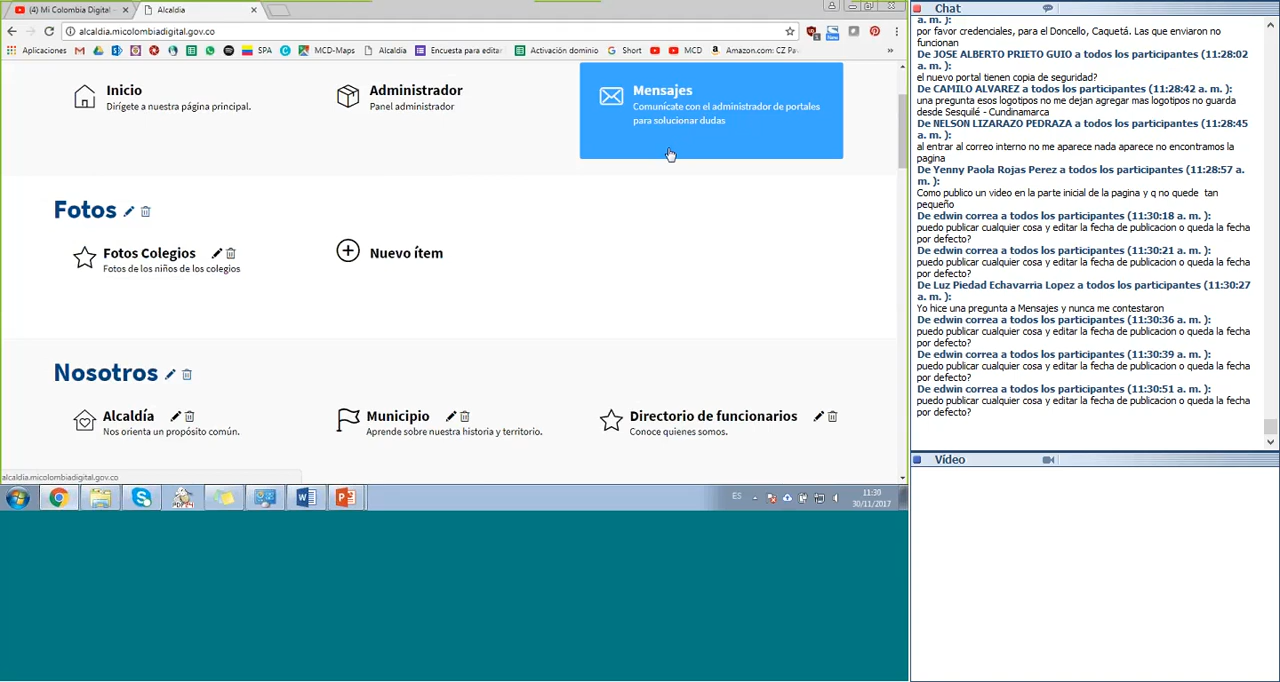 (4) Mi Colombia Digital -
Alcaldia
alcaldia.micolombiadigital.gov.co
Aplicaciones SPA MCD-Maps Alcaldia Encuesta para editar Activación dominio Short MCD Amazon.com: CZ Pav »
Inicio
Dirígete a nuestra página principal.
Administrador
Panel administrador
Mensajes
Comunícate con el administrador de portales
para solucionar dudas
Fotos
Fotos Colegios
Fotos de los niños de los colegios
Nuevo ítem
Nosotros
Alcaldía
Nos orienta un propósito común.
Municipio
Aprende sobre nuestra historia y territorio.
Directorio de funcionarios
Conoce quienes somos.
alcaldia.micolombiadigital.gov.co
ES
11:30
30/11/2017
Chat
a. m. ):
por favor credenciales, para el Doncello, Caquetá. Las que enviaron no
funcionan
De JOSE ALBERTO PRIETO GUIO a todos los participantes (11:28:02
a. m. ):
el nuevo portal tienen copia de seguridad?
De CAMILO ALVAREZ a todos los participantes (11:28:42 a. m. ):
una pregunta esos logotipos no me dejan agregar mas logotipos no guarda
desde Sesquilé - Cundinamarca
De NELSON LIZARAZO PEDRAZA a todos los participantes (11:28:45
a. m. ):
al entrar al correo interno no me aparece nada aparece no encontramos la
pagina
De Yenny Paola Rojas Perez a todos los participantes (11:28:57 a.
m. ):
Como publico un video en la parte inicial de la pagina y q no quede tan
pequeño
De edwin correa a todos los participantes (11:30:18 a. m. ):
puedo publicar cualquier cosa y editar la fecha de publicacion o queda la fecha
por defecto?
De edwin correa a todos los participantes (11:30:21 a. m. ):
puedo publicar cualquier cosa y editar la fecha de publicacion o queda la fecha
por defecto?
De Luz Piedad Echavarria Lopez a todos los participantes (11:30:27
a. m. ):
Yo hice una pregunta a Mensajes y nunca me contestaron
De edwin correa a todos los participantes (11:30:36 a. m. ):
puedo publicar cualquier cosa y editar la fecha de publicacion o queda la fecha
por defecto?
De edwin correa a todos los participantes (11:30:39 a. m. ):
puedo publicar cualquier cosa y editar la fecha de publicacion o queda la fecha
por defecto?
De edwin correa a todos los participantes (11:30:51 a. m. ):
puedo publicar cualquier cosa y editar la fecha de publicacion o queda la fecha
por defecto?
Vídeo